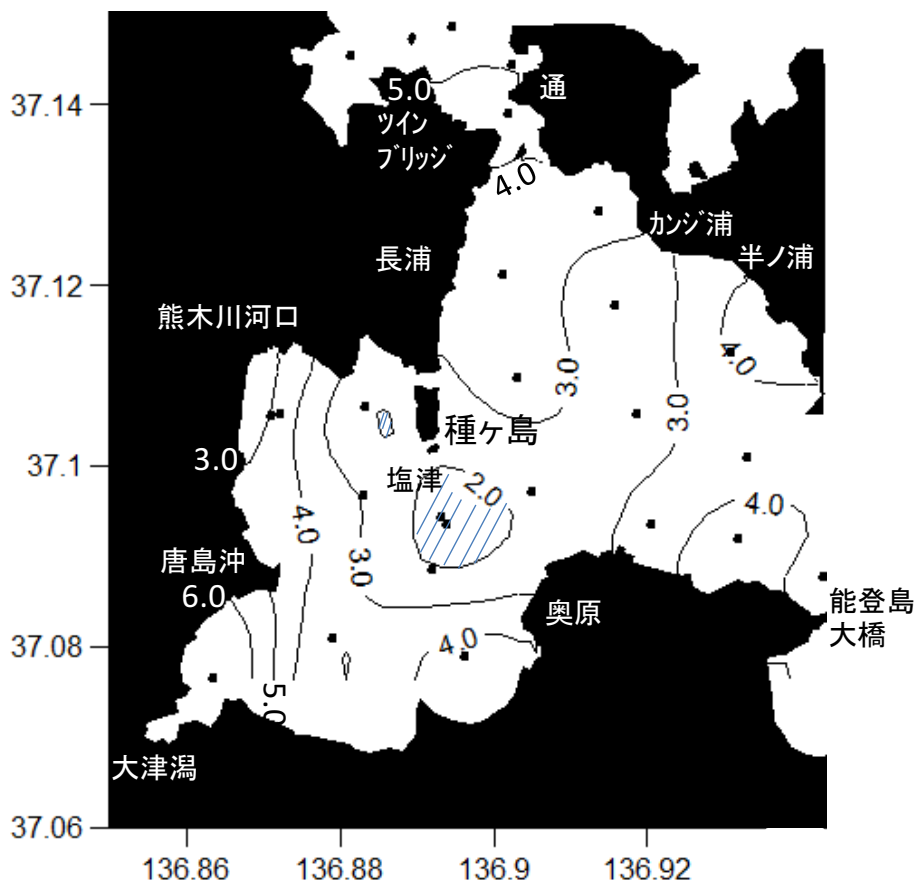 37.14
37.12
37.1
37.08
37.06
136.86
136.88
136.9
136.92
5.0
通
ﾂｲﾝ
ﾌﾞﾘｯｼﾞ
4.0
長浦
ｶﾝｼﾞ浦
半ノ浦
熊木川河口
4.0
3.0
3.0
種ヶ島
3.0
塩津
2.0
4.0
4.0
3.0
唐島沖
6.0
奥原
能登島
大橋
4.0
5.0
大津潟